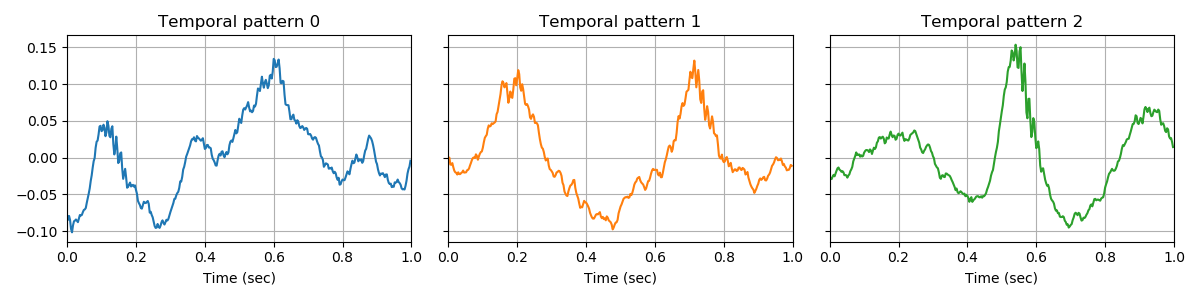 Temporal pattern 0
Temporal pattern 1
Temporal pattern 2
0.15
0.10
0.05
0.00
−0.05
−0.10
0.0 0.2 0.4 0.6 0.8 1.0
0.0 0.2 0.4 0.6 0.8 1.0
0.0 0.2 0.4 0.6 0.8 1.0
Time (sec)
Time (sec)
Time (sec)